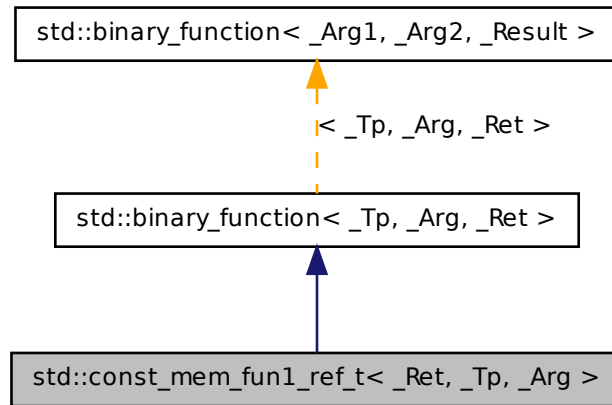 std::binary_function< _Arg1, _Arg2, _Result >
< _Tp, _Arg, _Ret >
std::binary_function< _Tp, _Arg, _Ret >
std::const_mem_fun1_ref_t< _Ret, _Tp, _Arg >